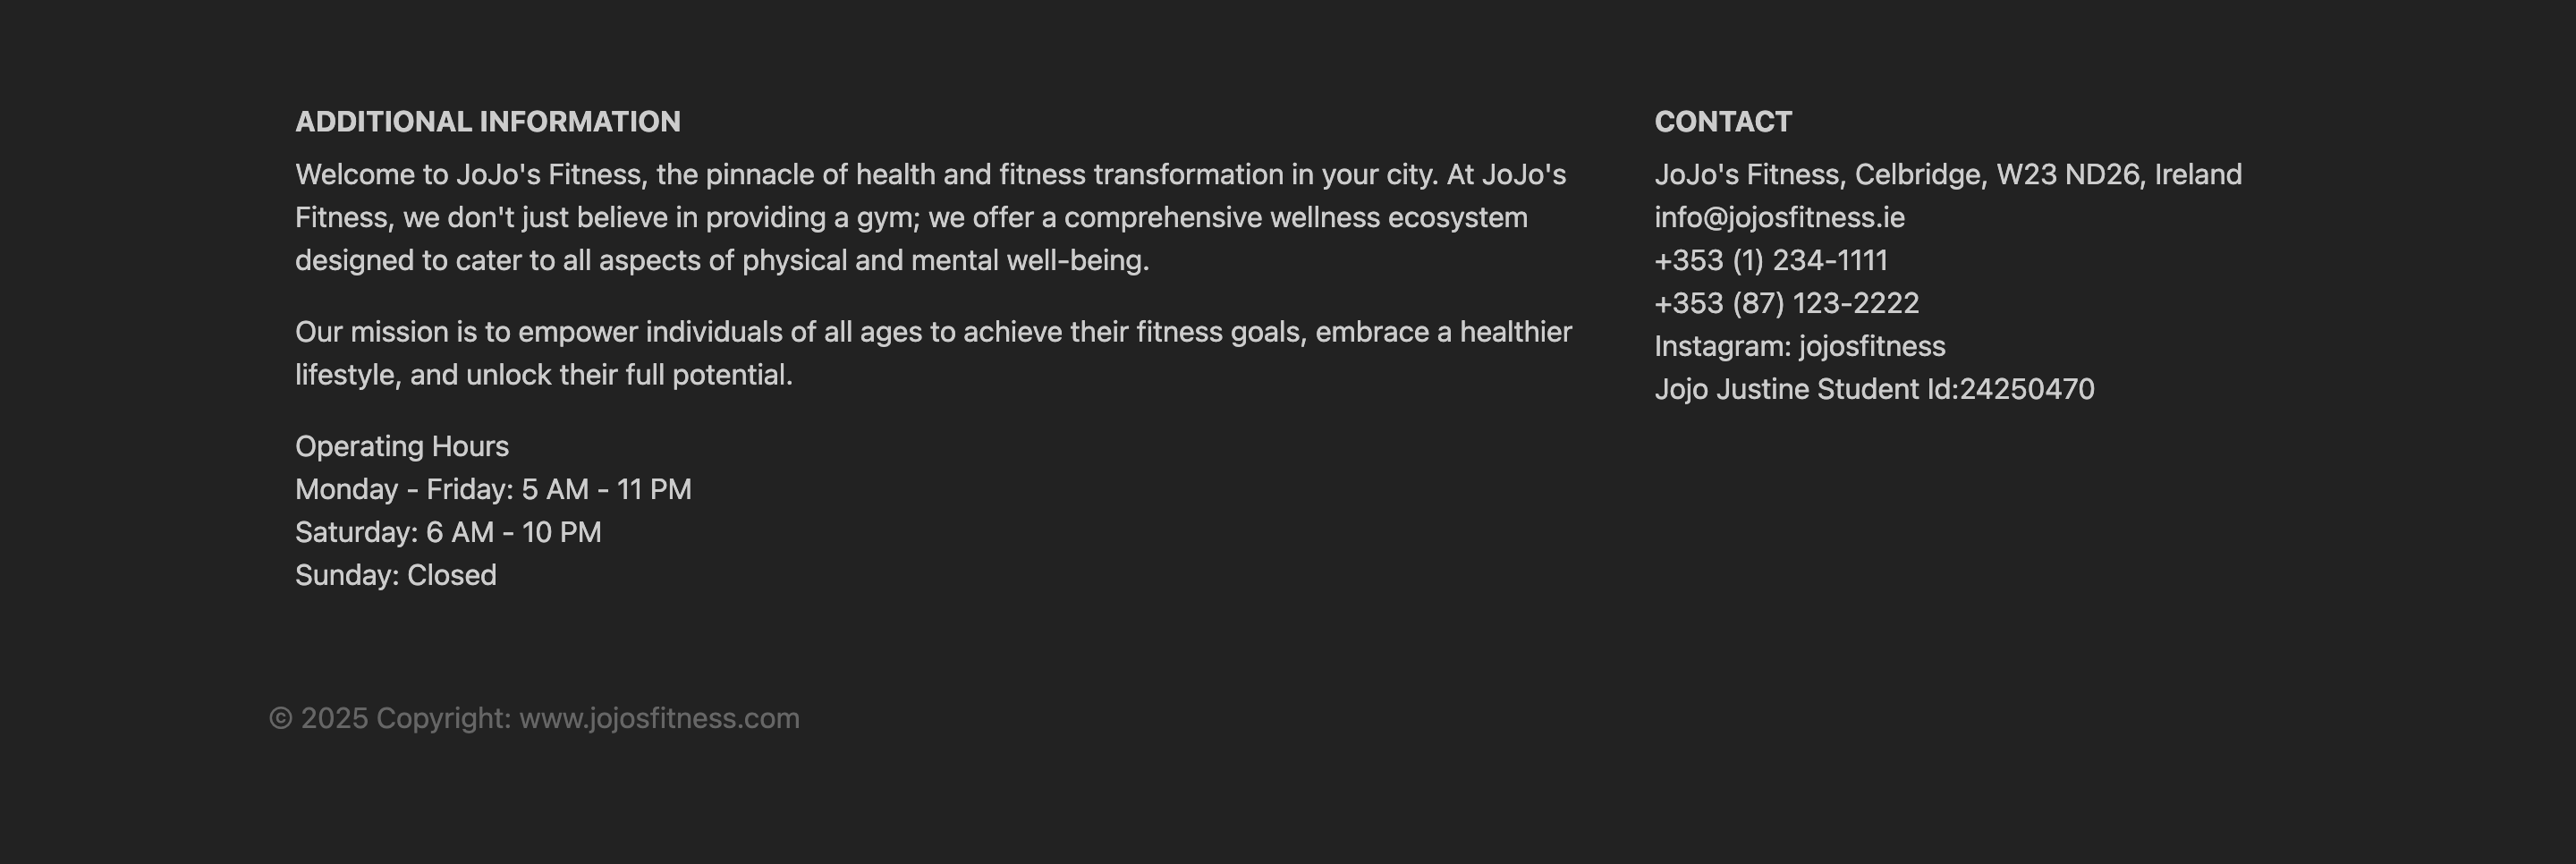 ADDITIONAL INFORMATION
Welcome to JoJo's Fitness, the pinnacle of health and fitness transformation in your city. At JoJo's
Fitness, we don't just believe in providing a gym; we offer a comprehensive wellness ecosystem
designed to cater to all aspects of physical and mental well-being.
Our mission is to empower individuals of all ages to achieve their fitness goals, embrace a healthier
lifestyle, and unlock their full potential.
Operating Hours
Monday - Friday: 5 AM - 11 PM
Saturday: 6 AM - 10 PM
Sunday: Closed
CONTACT
JoJo's Fitness, Celbridge, W23 ND26, Ireland
info@jojosfitness.ie
+353 (1) 234-1111
+353 (87) 123-2222
Instagram: jojosfitness
Jojo Justine Student Id:24250470
© 2025 Copyright: www.jojosfitness.com